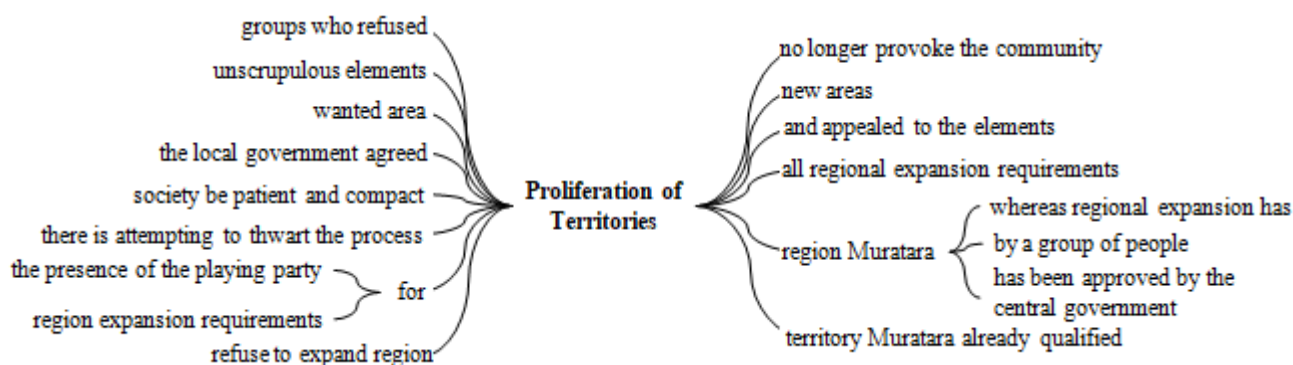 groups who refused
unscrupulous elements
wanted area
the local government agreed
society be patient and compact
there is attempting to thwart the process
the presence of the playing party
for
region expansion requirements
refuse to expand region
Proliferation of
Territories
no longer provoke the community
new areas
and appealed to the elements
all regional expansion requirements
region Muratara
whereas regional expansion has
by a group of people
has been approved by the
central government
territory Muratara already qualified